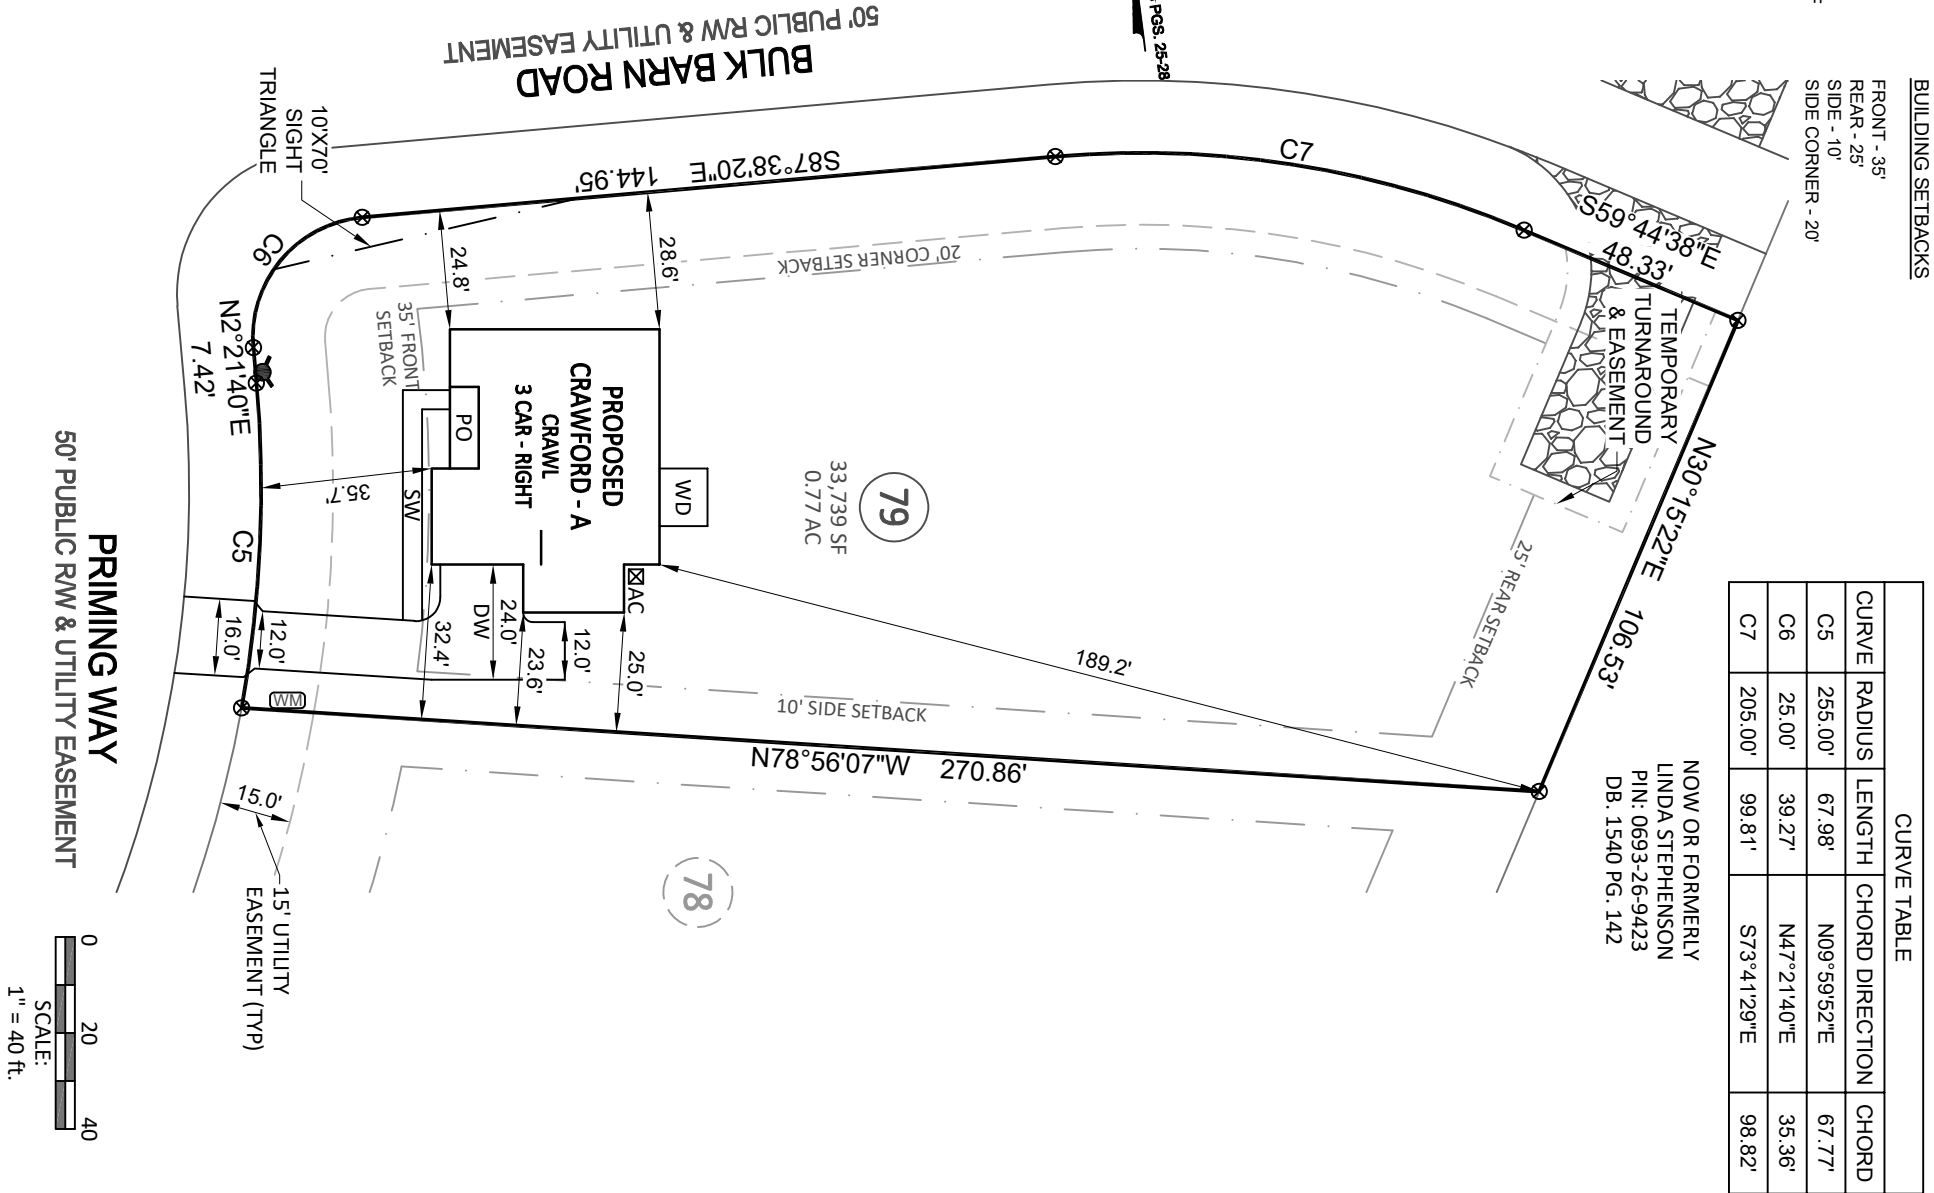 BUILDING SETBACKS
FRONT - 35'
REAR - 25'
SIDE - 10'
SIDE CORNER - 20'
PGS. 25-28
50' PUBLIC R/W & UTILITY EASEMENT
BULK BARN ROAD
10'X70'
SIGHT
TRIANGLE
S87°38'20"E 144.95'
C7
S59°44'38"E
48.33'
TEMPORARY
TURNAROUND
& EASEMENT
N30°15'22"E 106.53'
C6
N2°21'40"E
7.42'
C5
24.8'
28.6'
20' CORNER SETBACK
35' FRONT
SETBACK
PROPOSED
CRAWFORD - A
CRAWL
3 CAR - RIGHT
PO
WD
SW
35.7'
AC
DW
24.0'
32.4'
23.6'
12.0'
25.0'
12.0'
16.0'
WM
79
33,739 SF
0.77 AC
189.2'
25' REAR SETBACK
10' SIDE SETBACK
N78°56'07"W 270.86'
NOW OR FORMERLY
LINDA STEPHENSON
PIN: 0693-26-9423
DB. 1540 PG. 142
78
PRIMING WAY
50' PUBLIC R/W & UTILITY EASEMENT
15.0'
15' UTILITY
EASEMENT (TYP)
CURVE TABLE
CURVE RADIUS LENGTH CHORD DIRECTION CHORD
C5 255.00' 67.98' N09°59'52"E 67.77'
C6 25.00' 39.27' N47°21'40"E 35.36'
C7 205.00' 99.81' S73°41'29"E 98.82'
0 20 40
SCALE:
1" = 40 ft.